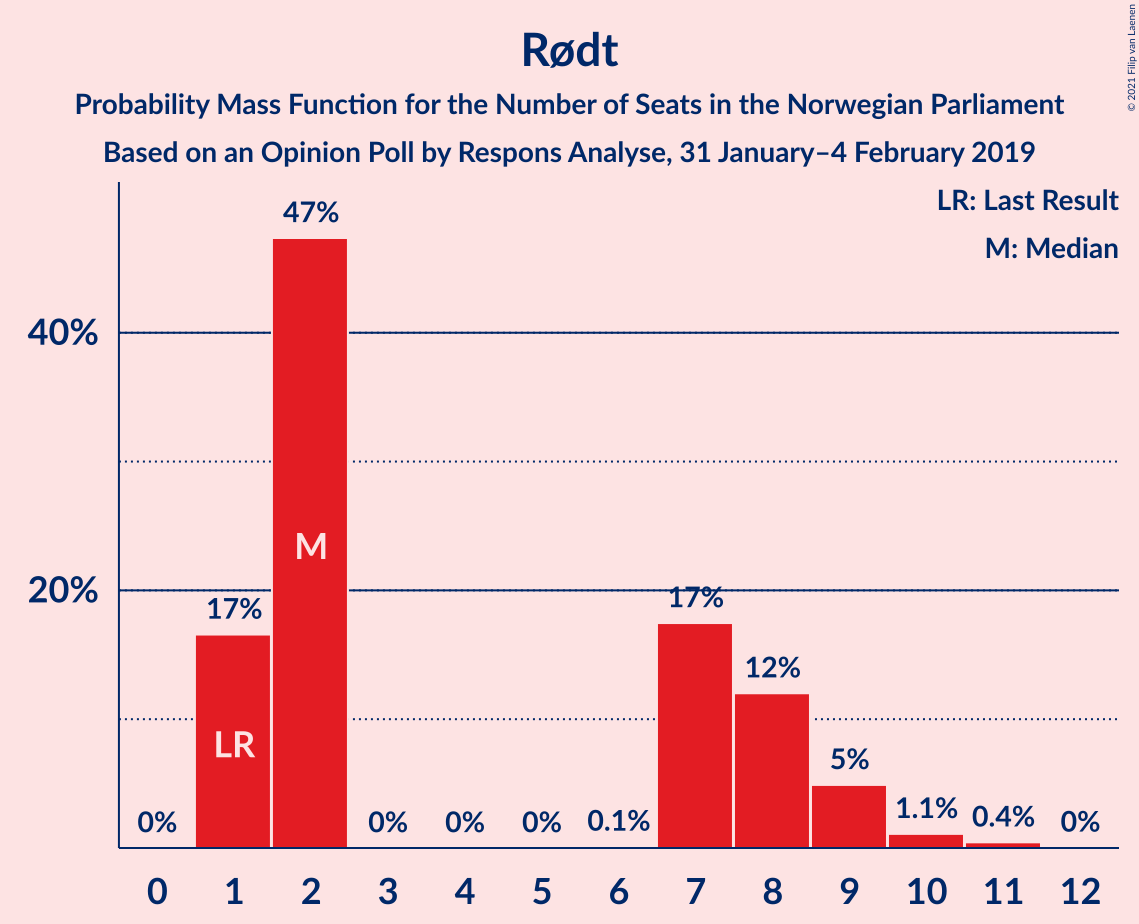 Rødt
Probability Mass Function for the Number of Seats in the Norwegian Parliament
Based on an Opinion Poll by Respons Analyse, 31 January–4 February 2019
© 2021 Filip van Laenen
LR: Last Result
M: Median
47%
40%
M
20%
17%
17%
12%
LR
5%
0%
0%
0%
0%
0.1%
1.1%
0.4%
0%
0 1 2 3 4 5 6 7 8 9 10 11 12